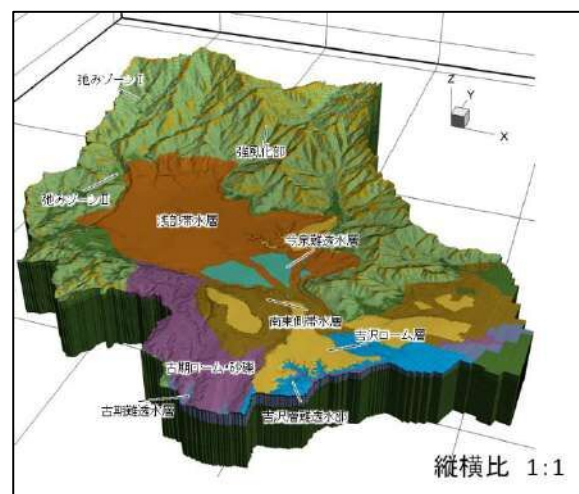 弛みゾーンⅠ
Z
Y
X
強風化部
弛みゾーンⅡ
浅部帯水層
今泉難透水層
南東側帯水層
吉沢ローム層
古期ローム・砂礫
古期難透水層
吉沢層難透水部
縦横比 1:1